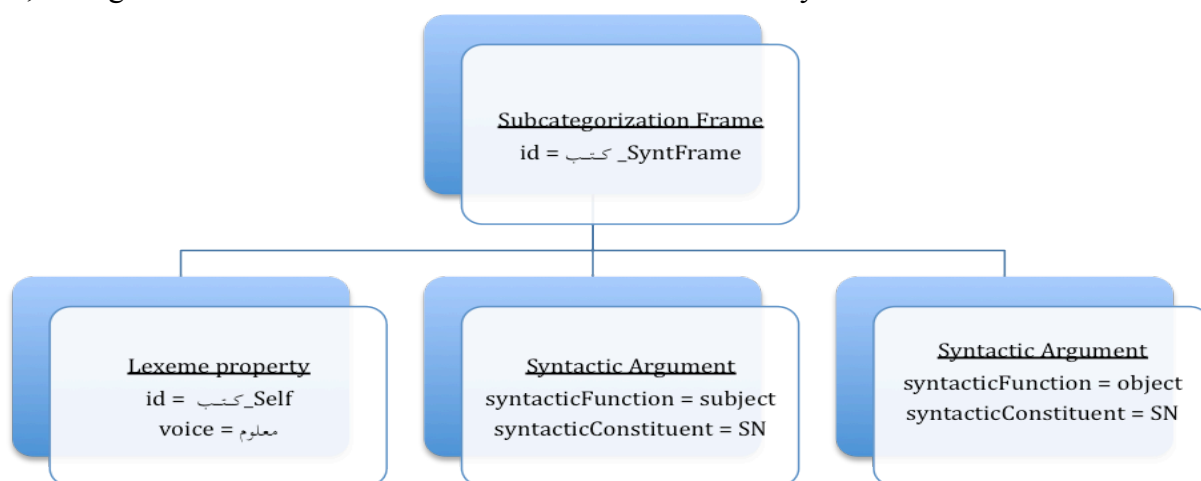 Subcategorization Frame
id = كتب_SyntFrame
Lexeme property
id = كتب_Self
voice = معلوم
Syntactic Argument
syntacticFunction = subject
syntacticConstituent = SN
Syntactic Argument
syntacticFunction = object
syntacticConstituent = SN